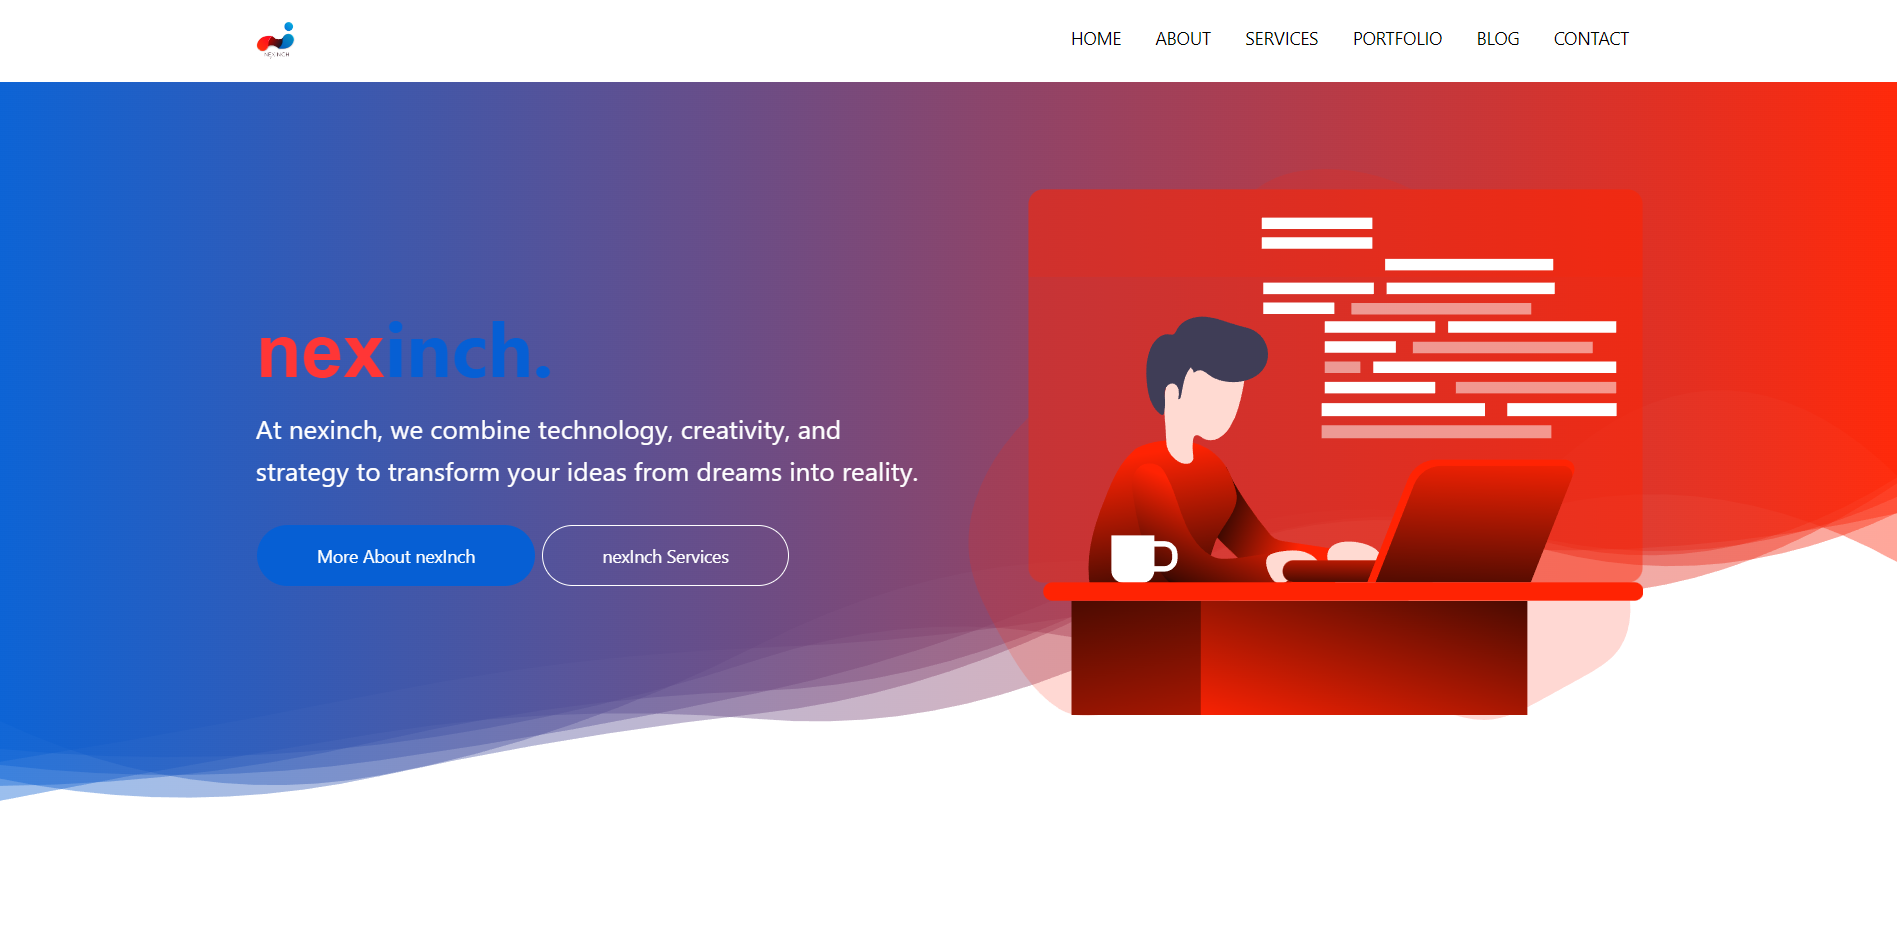 NEXINCH
HOME ABOUT SERVICES PORTFOLIO BLOG CONTACT
nexinch.
At nexinch, we combine technology, creativity, and
strategy to transform your ideas from dreams into reality.
More About nexInch nexInch Services